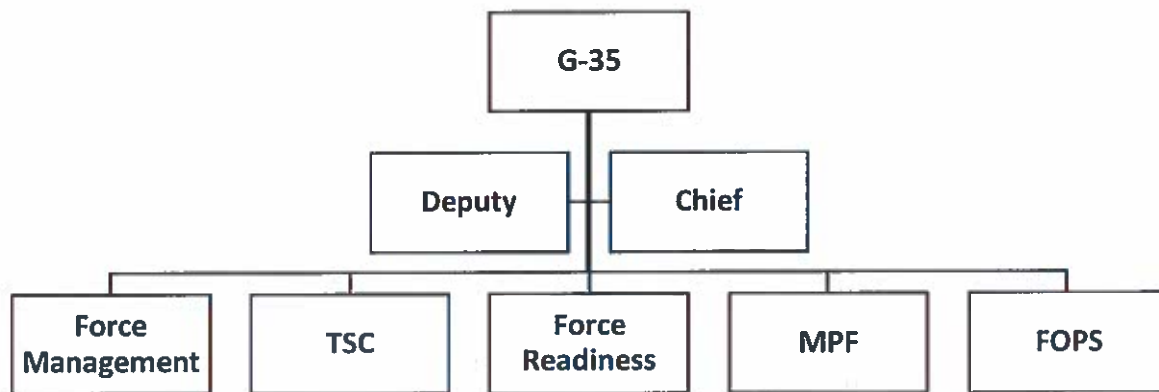 G-35
Deputy
Chief
Force
Management
TSC
Force
Readiness
MPF
FOPS